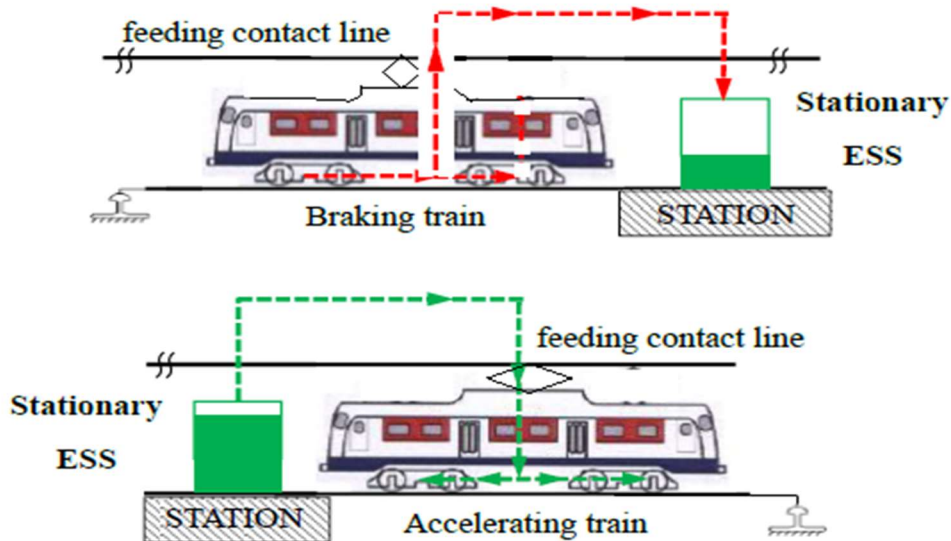 feeding contact line
Stationary
ESS
STATION
Braking train
feeding contact line
Stationary
ESS
STATION
Accelerating train